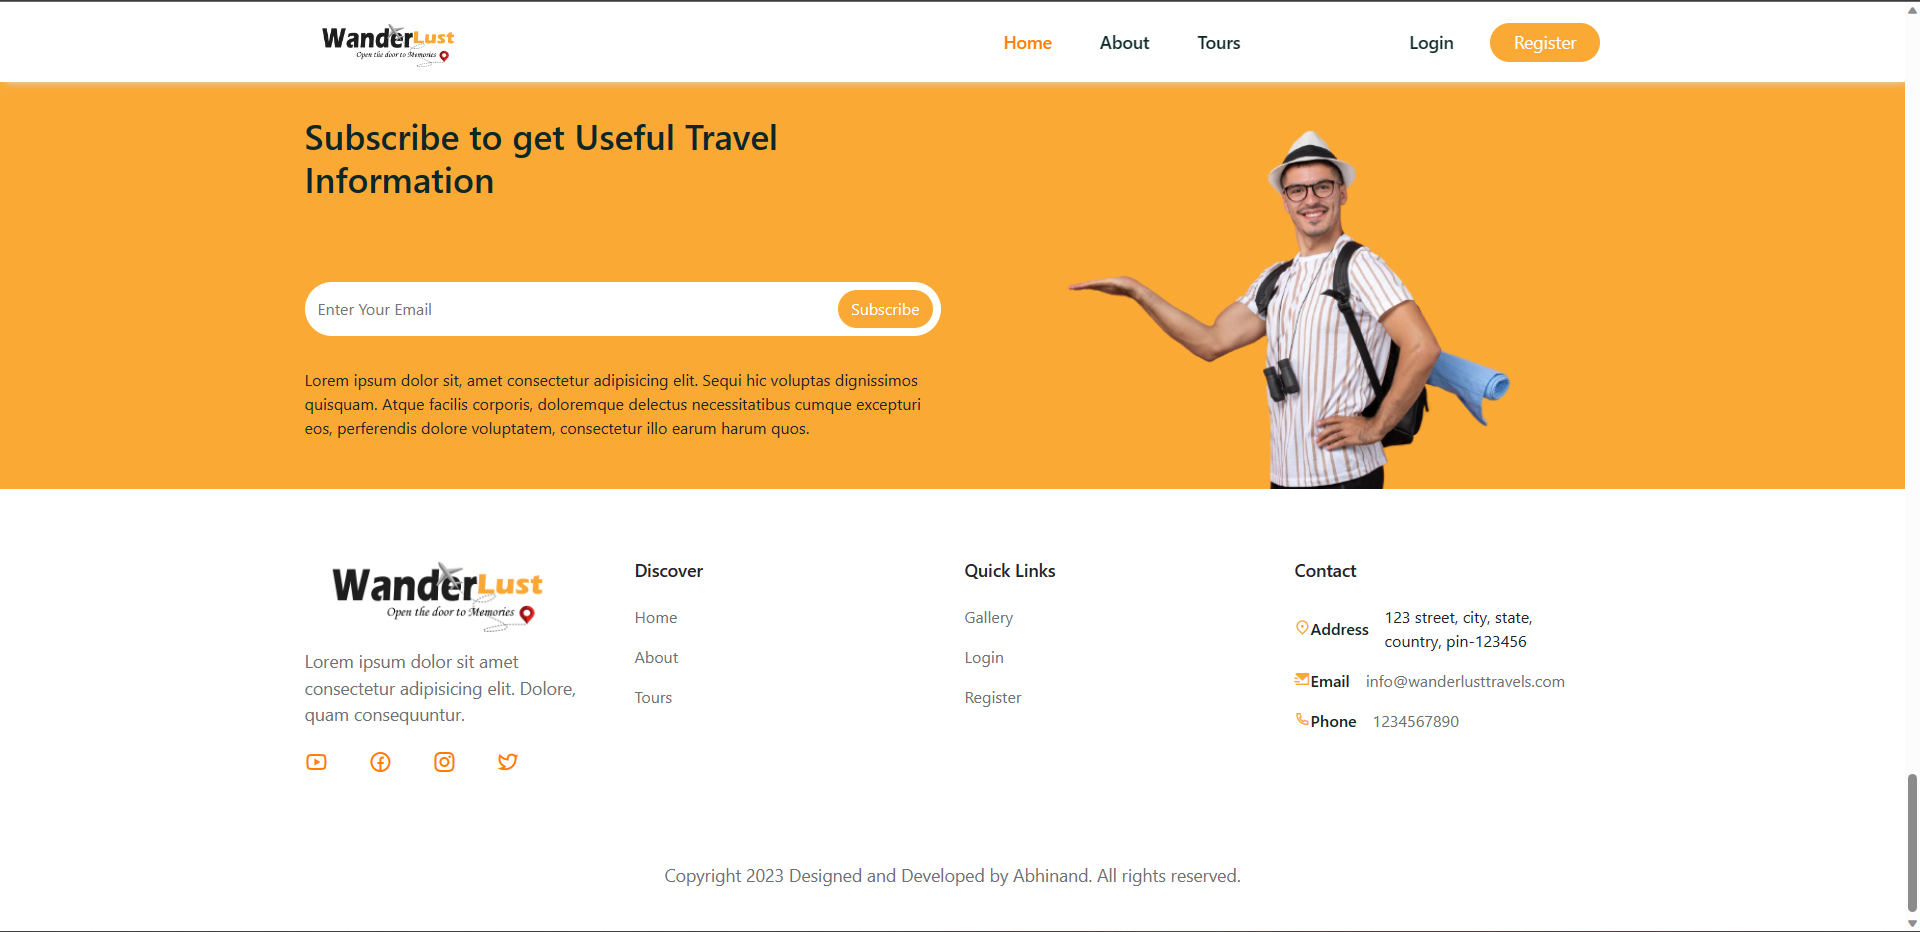 WanderLust
Open the door to Memories
Home
About
Tours
Login
Register
Subscribe to get Useful Travel
Information
Enter Your Email
Subscribe
Lorem ipsum dolor sit, amet consectetur adipisicing elit. Sequi hic voluptas dignissimos
quisquam. Atque facilis corporis, doloremque delectus necessitatibus cumque excepturi
eos, perferendis dolore voluptatem, consectetur illo earum harum quos.
WanderLust
Open the door to Memories
Lorem ipsum dolor sit amet
consectetur adipisicing elit. Dolore,
quam consequuntur.
Discover
Home
About
Tours
Quick Links
Gallery
Login
Register
Contact
Address 123 street, city, state,
country, pin-123456
Email info@wanderlusttravels.com
Phone 1234567890
Copyright 2023 Designed and Developed by Abhinand. All rights reserved.